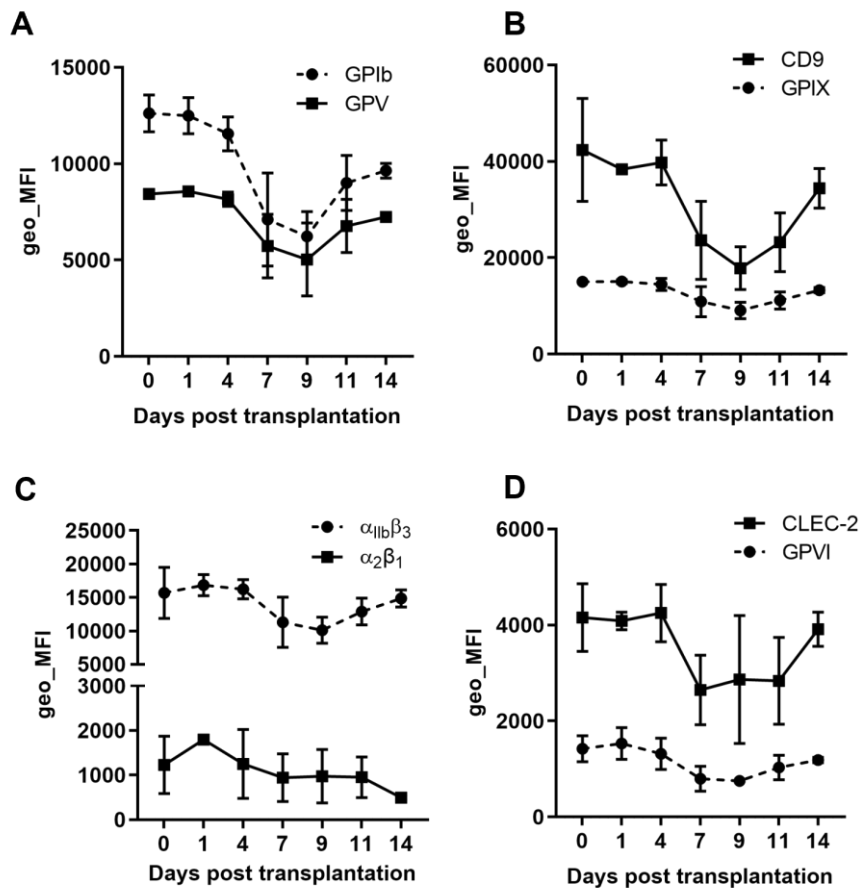 A
15000
10000
5000
0
geo_MFI
GPIb
GPV
0 1 4 7 9 11 14
Days post transplantation
B
60000
40000
20000
0
geo_MFI
CD9
GPIX
0 1 4 7 9 11 14
Days post transplantation
C
25000
20000
15000
10000
5000
3000
2000
1000
0
geo_MFI
αIIbβ3
α2β1
0 1 4 7 9 11 14
Days post transplantation
D
6000
4000
2000
0
geo_MFI
CLEC-2
GPVI
0 1 4 7 9 11 14
Days post transplantation